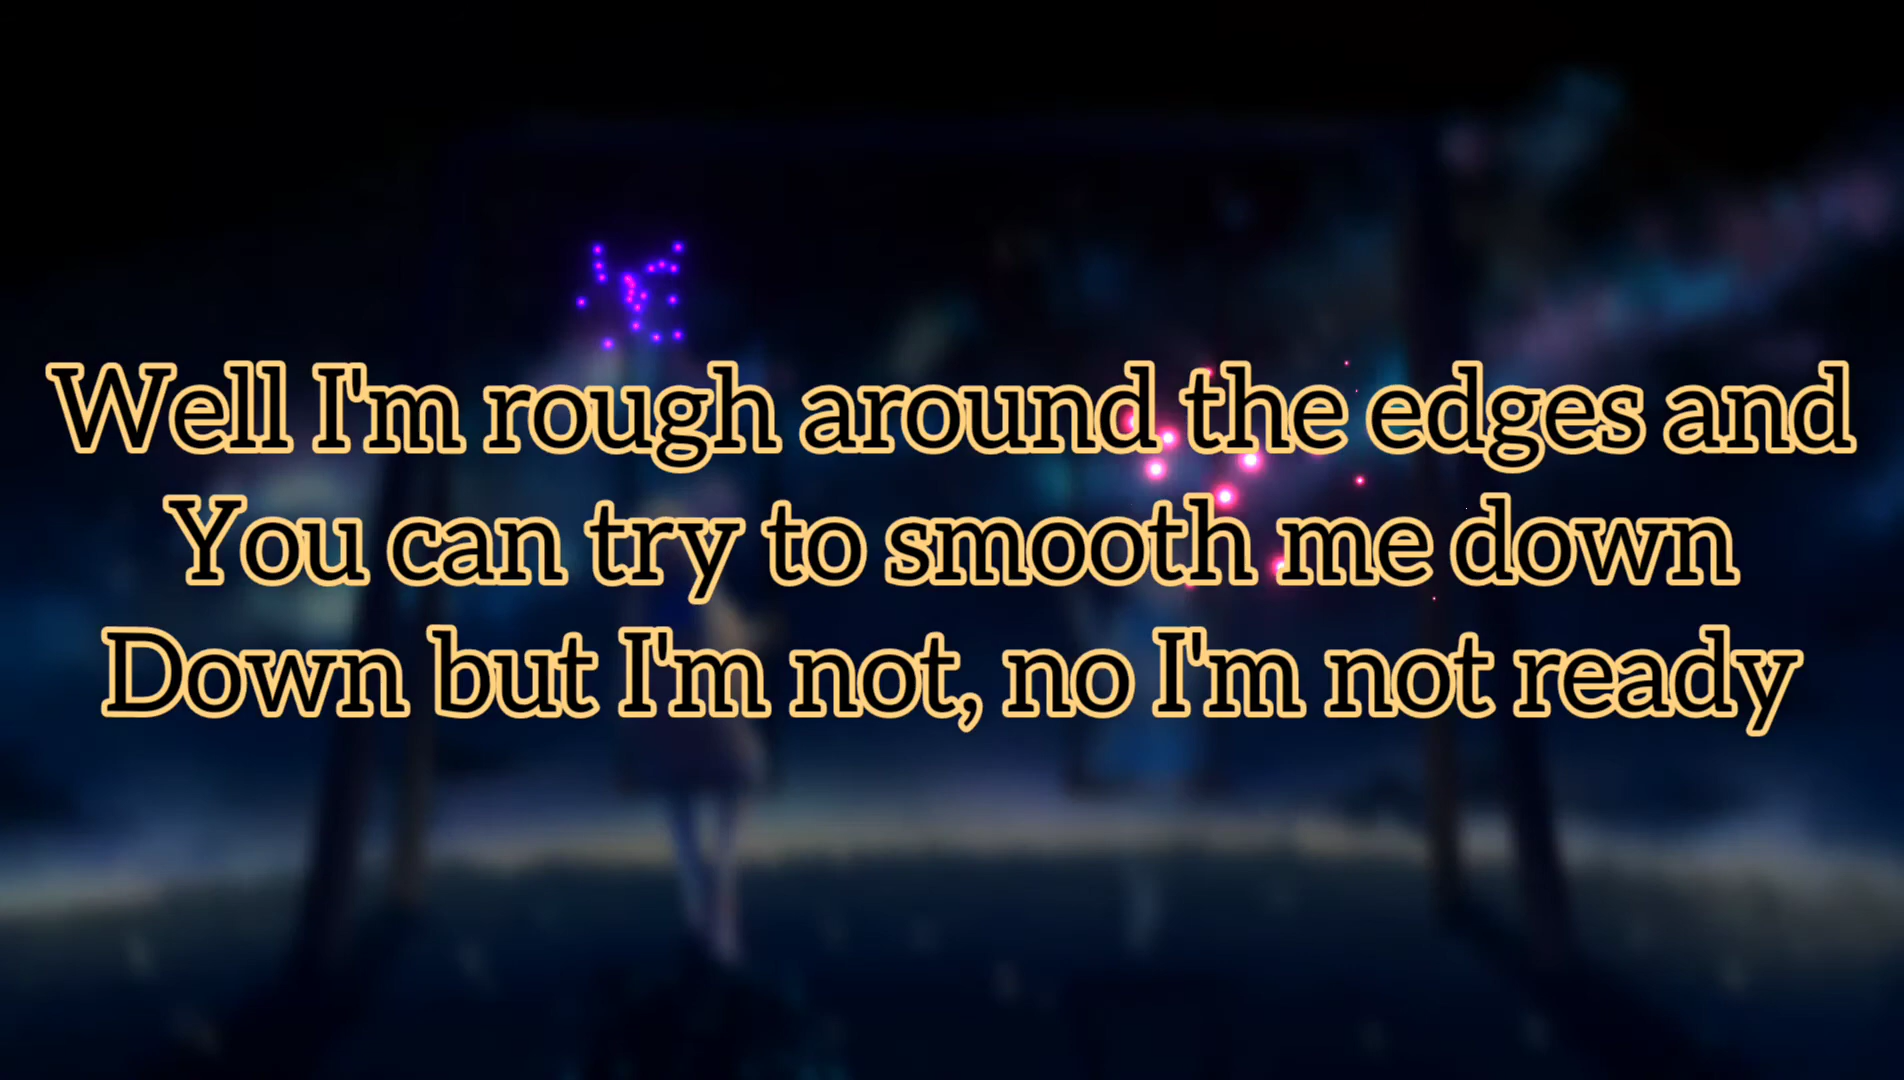 Well I'm rough around the edges and
You can try to smooth me down
Down but I'm not, no I'm not ready